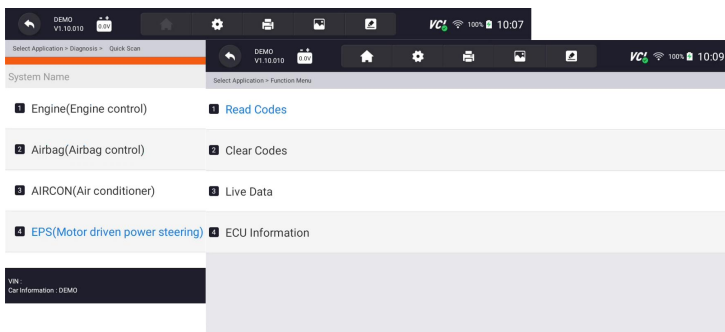 DEMO
V1.10.010
0.0V
VCI
100%
10:07
Select Application > Diagnosis > Quick Scan
System Name
1 Engine(Engine control)
2 Airbag(Airbag control)
3 AIRCON(Air conditioner)
4 EPS(Motor driven power steering)
VIN :
Car Information : DEMO
DEMO
V1.10.010
0.0V
VCI
100%
10:09
Select Application > Function Menu
1 Read Codes
2 Clear Codes
3 Live Data
4 ECU Information